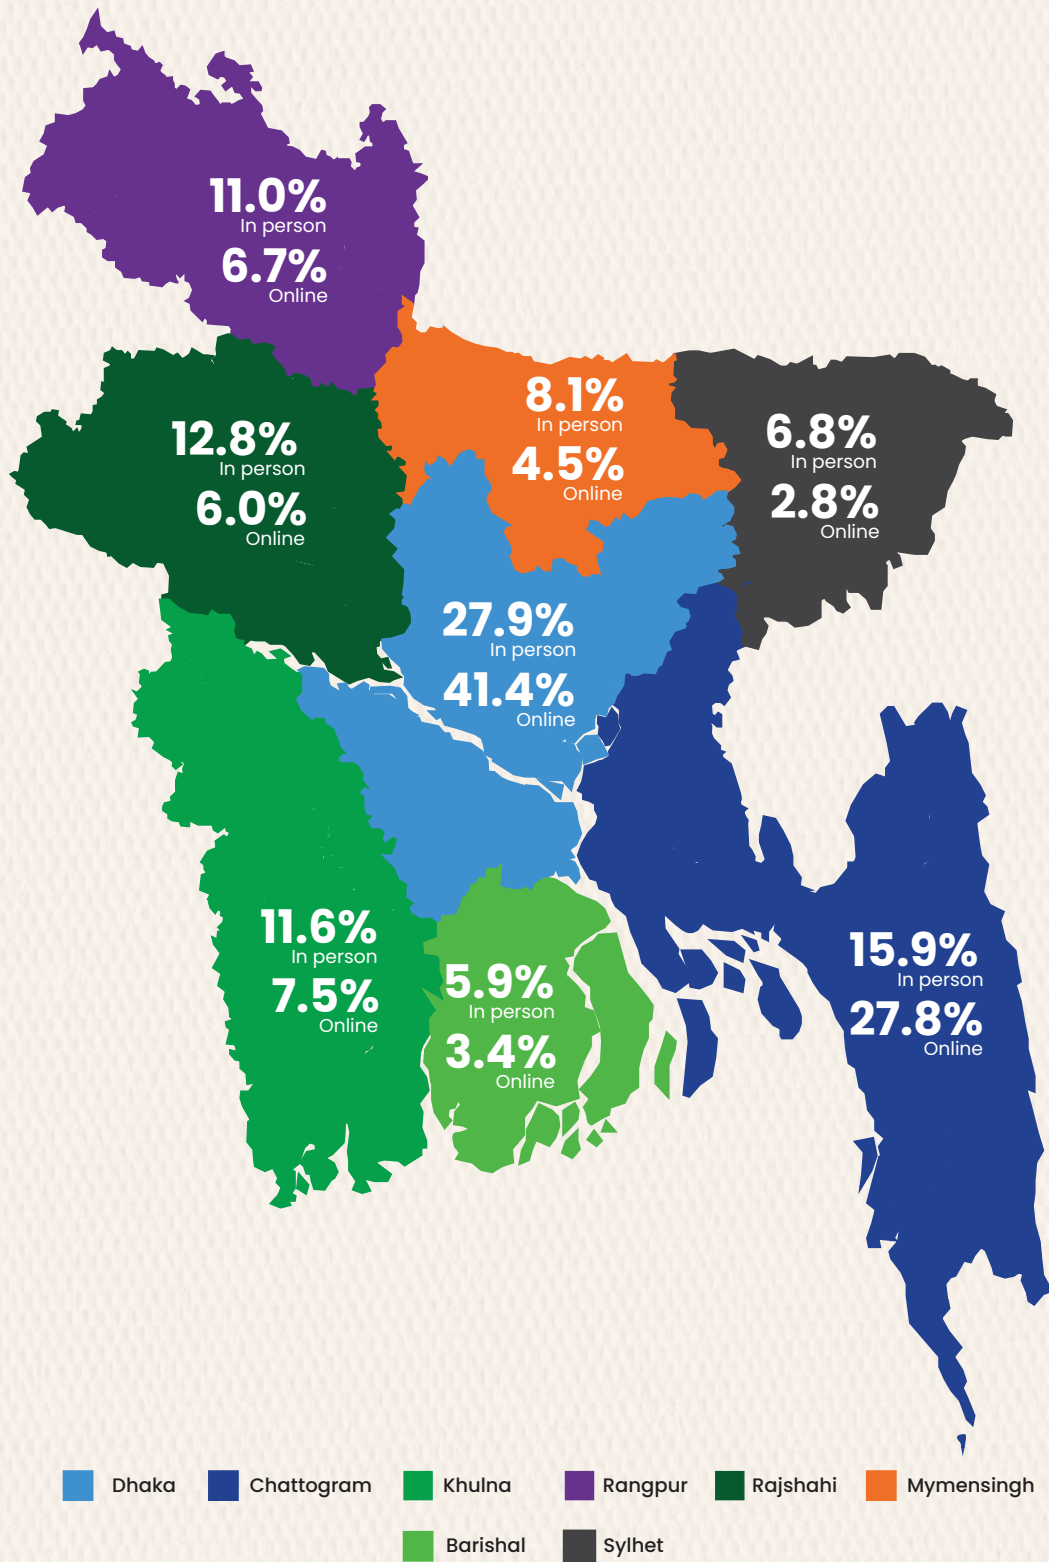 11.0%
In person
6.7%
Online
8.1%
In person
4.5%
Online
6.8%
In person
2.8%
Online
12.8%
In person
6.0%
Online
27.9%
In person
41.4%
Online
11.6%
In person
7.5%
Online
5.9%
In person
3.4%
Online
15.9%
In person
27.8%
Online
Dhaka Chattogram Khulna Rangpur Rajshahi Mymensingh
Barishal Sylhet